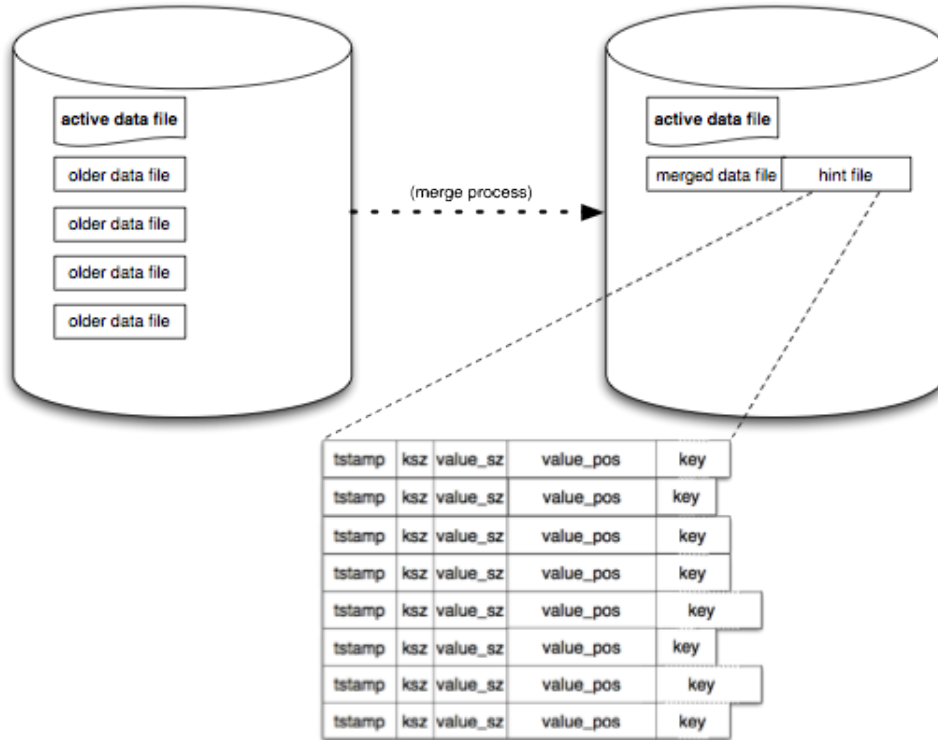 active data file
older data file
older data file
older data file
older data file
(merge process)
active data file
merged data file hint file
tstamp ksz value_sz value_pos key
tstamp ksz value_sz value_pos key
tstamp ksz value_sz value_pos key
tstamp ksz value_sz value_pos key
tstamp ksz value_sz value_pos key
tstamp ksz value_sz value_pos key
tstamp ksz value_sz value_pos key
tstamp ksz value_sz value_pos key